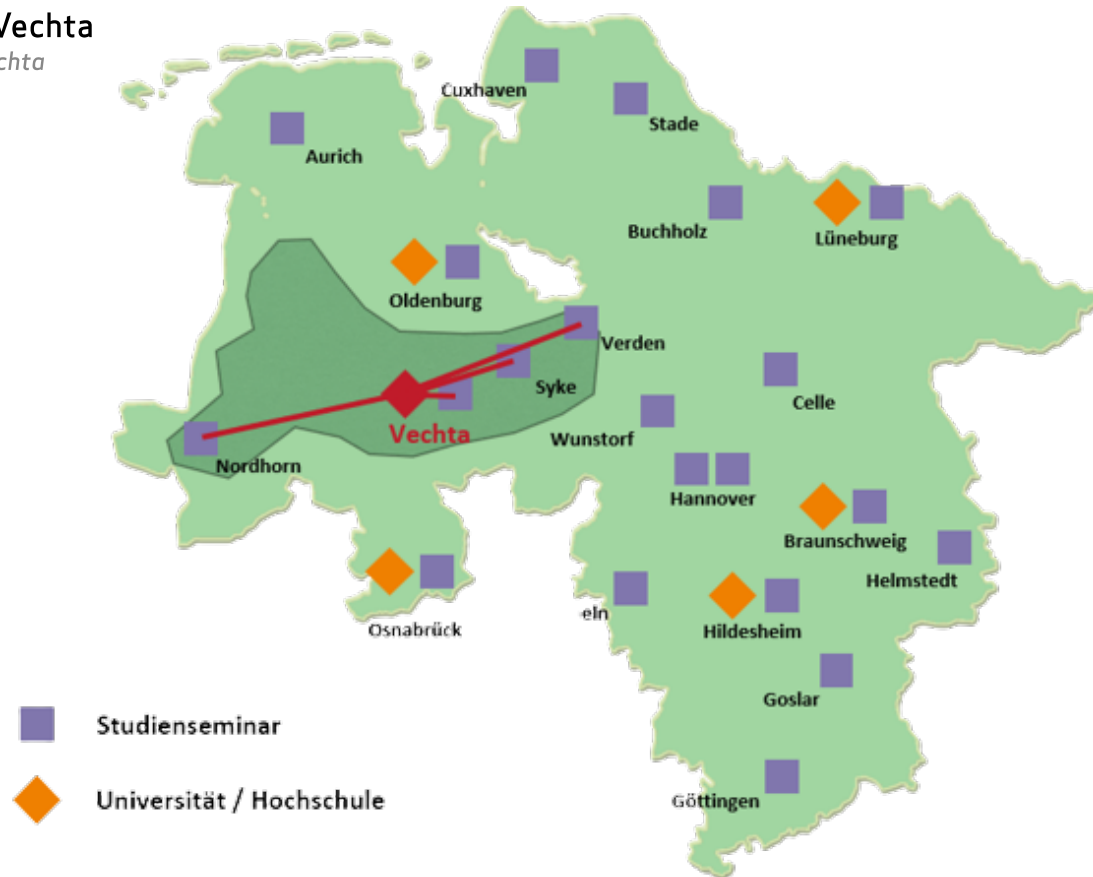 Vechta
chta
Cuxhaven
Stade
Aurich
Buchholz
Lüneburg
Oldenburg
Verden
Syke
Celle
Vechta
Wunstorf
Nordhorn
Hannover
Braunschweig
Helmstedt
eln
Osnabrück
Hildesheim
Goslar
Studienseminar
Göttingen
Universität / Hochschule